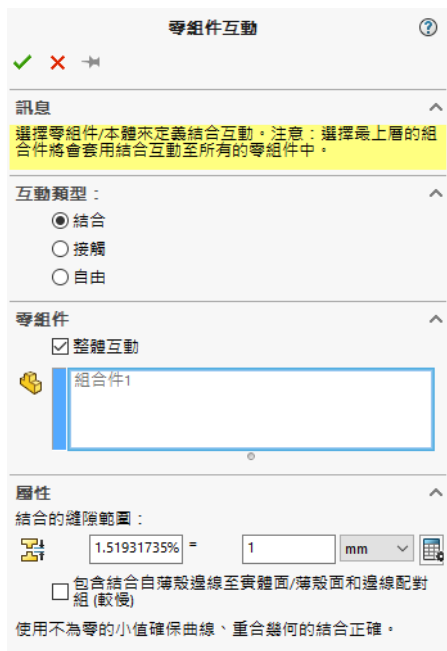 零組件互動
訊息
選擇零組件/本體來定義結合互動。注意：選擇最上層的組
合件將會套用結合互動至所有的零組件中。
互動類型：
結合
接觸
自由
零組件
整體互動
組合件1
屬性
結合的縫隙範圍：
1.51931735% = 1 mm
包含結合自薄殼邊線至實體面/薄殼面和邊線配對
組 (較慢)
使用不為零的小值確保曲線、重合幾何的結合正確。